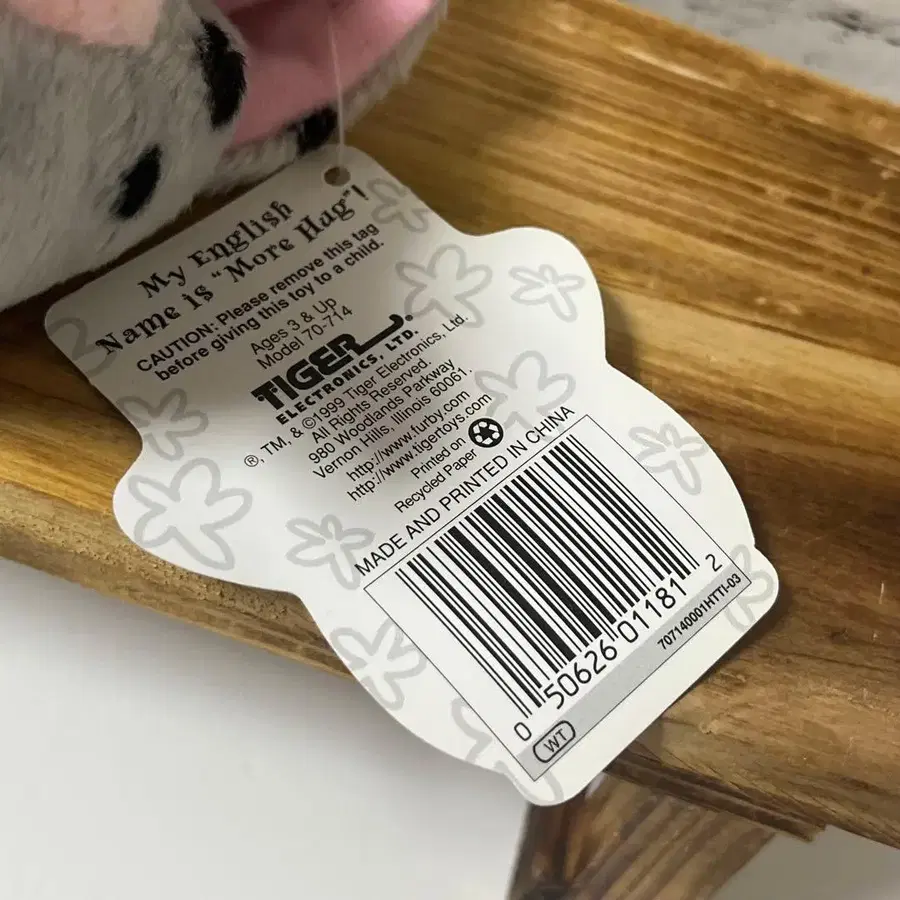 My English
Name is "More Hug"!
CAUTION: Please remove this tag
before giving this toy to a child.
Ages 3 & Up
Model 70-714
TIGER®
ELECTRONICS, LTD.
®, TM, & ©1999 Tiger Electronics, Ltd.
All Rights Reserved.
980 Woodlands Parkway
Vernon Hills, Illinois 60061.
http://www.furby.com
http://www.tigertoys.com
Printed on
Recycled Paper
MADE AND PRINTED IN CHINA
0 50626 01181 2
707140001HTTI-03
WT